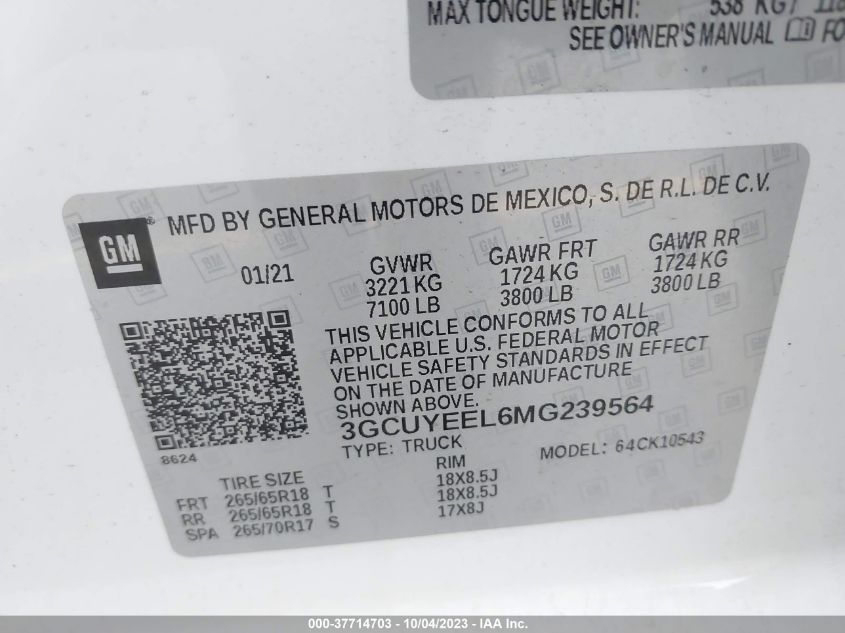 MAX TONGUE WEIGHT: 538 KG / 118
SEE OWNER'S MANUAL FO
GM
MFD BY GENERAL MOTORS DE MEXICO, S. DE R.L. DE C.V.
01/21 GVWR GAWR FRT GAWR RR
3221 KG 1724 KG 1724 KG
7100 LB 3800 LB 3800 LB
THIS VEHICLE CONFORMS TO ALL
APPLICABLE U.S. FEDERAL MOTOR
VEHICLE SAFETY STANDARDS IN EFFECT
ON THE DATE OF MANUFACTURE
SHOWN ABOVE.
3GCUYEEL6MG239564
8624
TYPE: TRUCK MODEL: 64CK10543
TIRE SIZE RIM
FRT 265/65R18 T 18X8.5J
RR 265/65R18 T 18X8.5J
SPA 265/70R17 S 17X8J
000-37714703 - 10/04/2023 - IAA Inc.